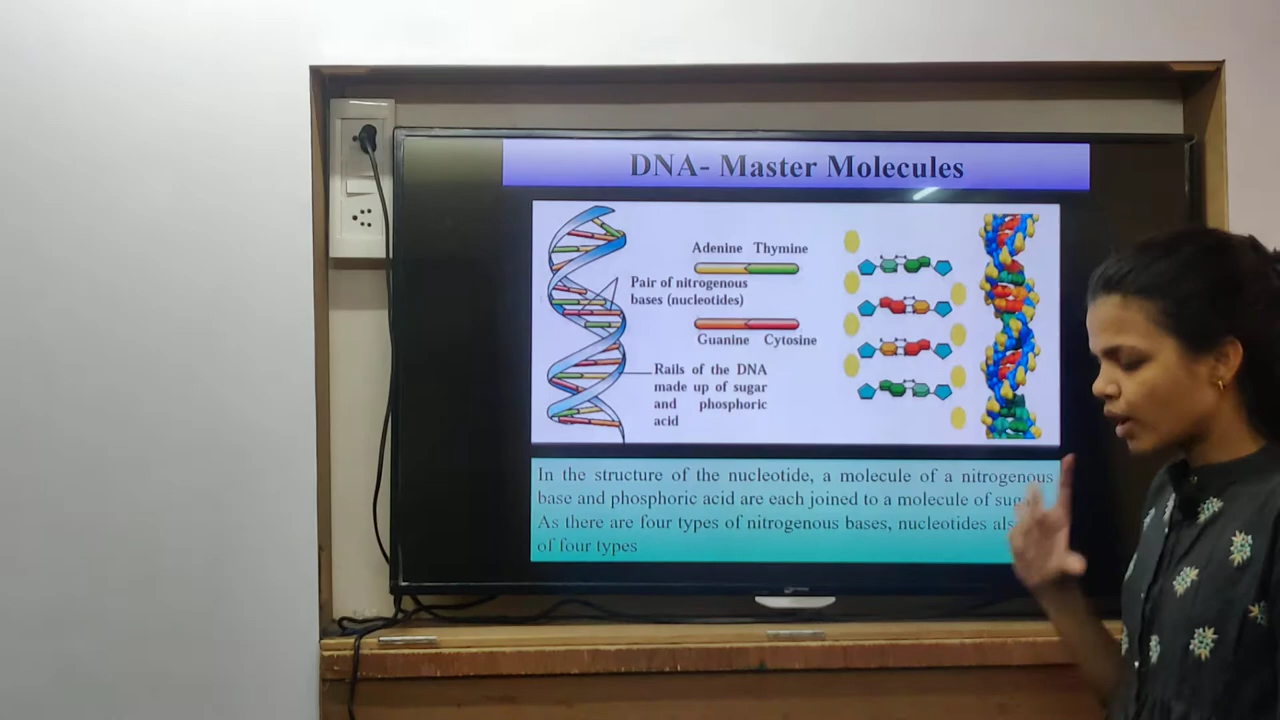 DNA- Master Molecules
Adenine Thymine
Pair of nitrogenous
bases (nucleotides)
Guanine Cytosine
Rails of the DNA
made up of sugar
and phosphoric
acid
In the structure of the nucleotide, a molecule of a nitrogenous
base and phosphoric acid are each joined to a molecule of
As there are four types of nitrogenous bases, nucleotides
of four types